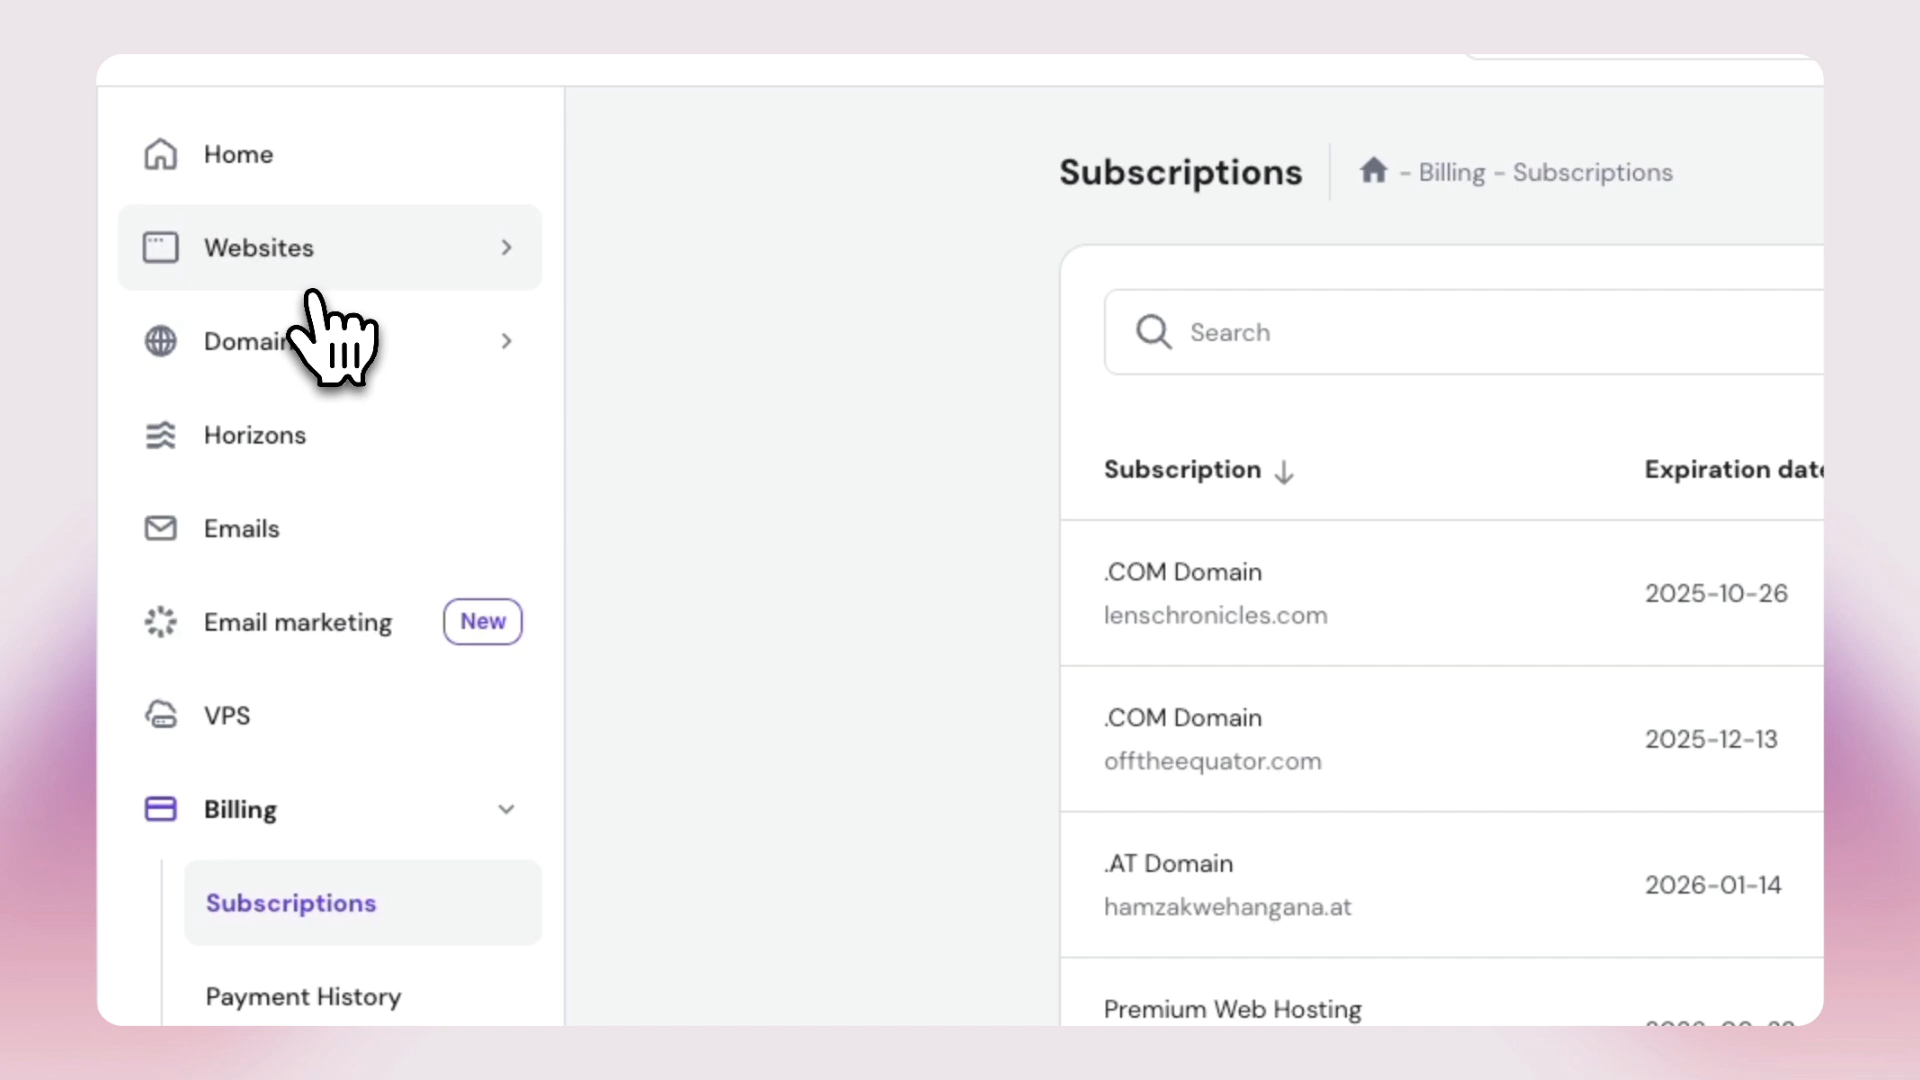 Home
Websites
Horizons
Emails
Email marketing New
VPS
Billing
Subscriptions
Payment History
Subscriptions
- Billing - Subscriptions
Search
Subscription Expiration date
.COM Domain
lenschronicles.com
2025-10-26
.COM Domain
offtheequator.com
2025-12-13
.AT Domain
hamzakwehangana.at
2026-01-14
Premium Web Hosting